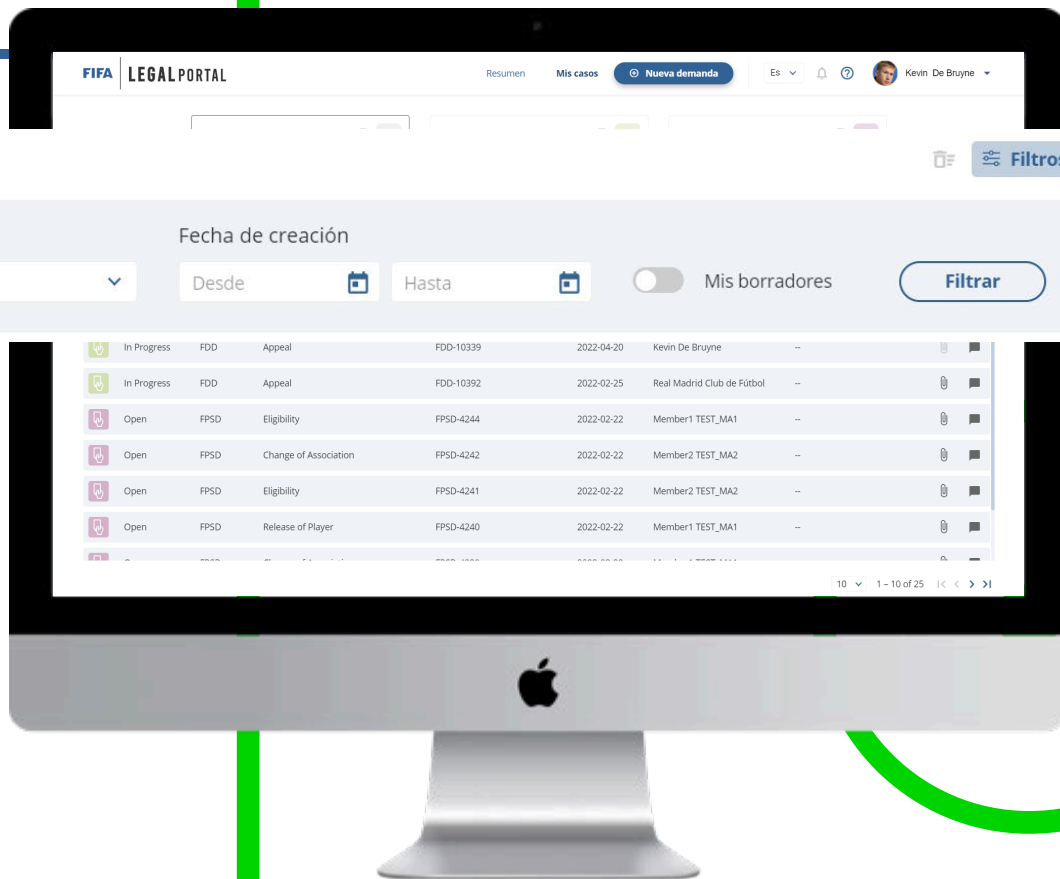 FIFA LEGAL PORTAL Resumen Mis casos Nueva demanda Es Kevin De Bruyne
Filtros
Fecha de creación
Desde Hasta Mis borradores Filtrar
In Progress FDD Appeal FDD-10339 2022-04-20 Kevin De Bruyne --
In Progress FDD Appeal FDD-10392 2022-02-25 Real Madrid Club de Fútbol --
Open FPSD Eligibility FPSD-4244 2022-02-22 Member1 TEST_MA1 --
Open FPSD Change of Association FPSD-4242 2022-02-22 Member2 TEST_MA2 --
Open FPSD Eligibility FPSD-4241 2022-02-22 Member2 TEST_MA2 --
Open FPSD Release of Player FPSD-4240 2022-02-22 Member1 TEST_MA1 --
10 1 – 10 of 25